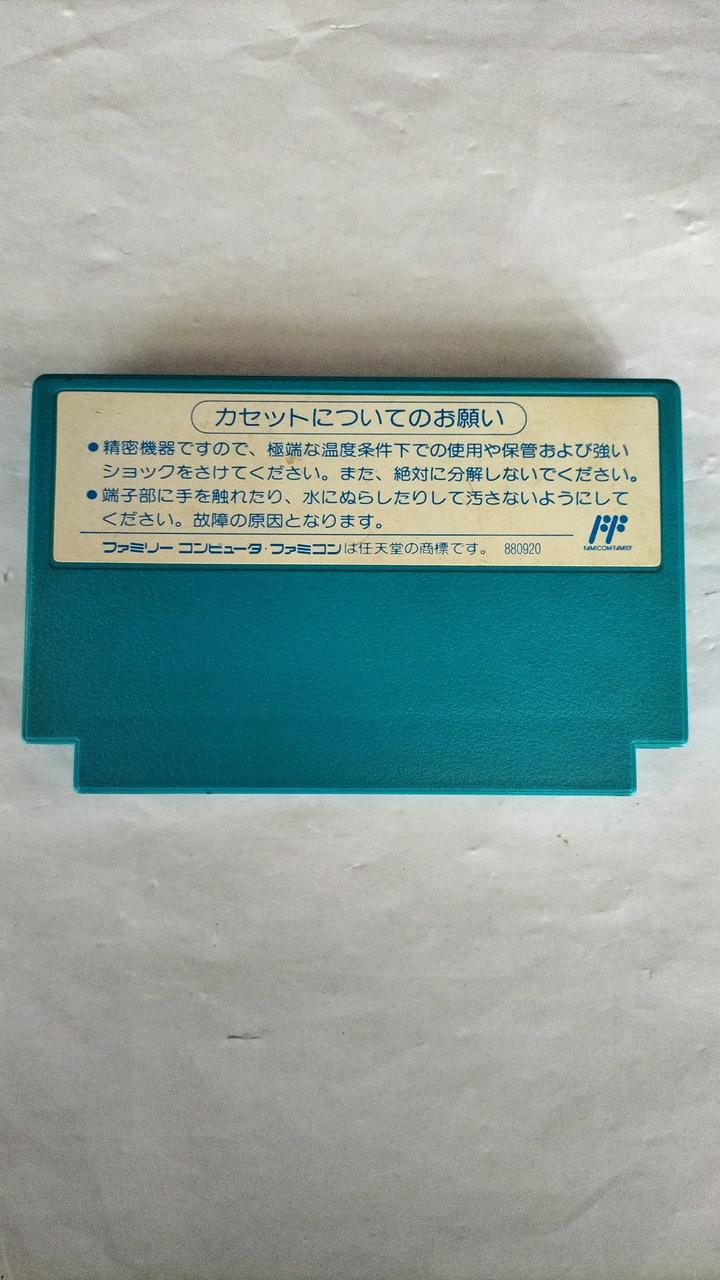 カセットについてのお願い
●精密機器ですので、極端な温度条件下での使用や保管および強い
ショックをさけてください。また、絶対に分解しないでください。
●端子部に手を触れたり、水にぬらしたりして汚さないようにして
ください。故障の原因となります。
ファミリー コンピュータ・ファミコンは任天堂の商標です。 880920
FAMICOM FAMILY